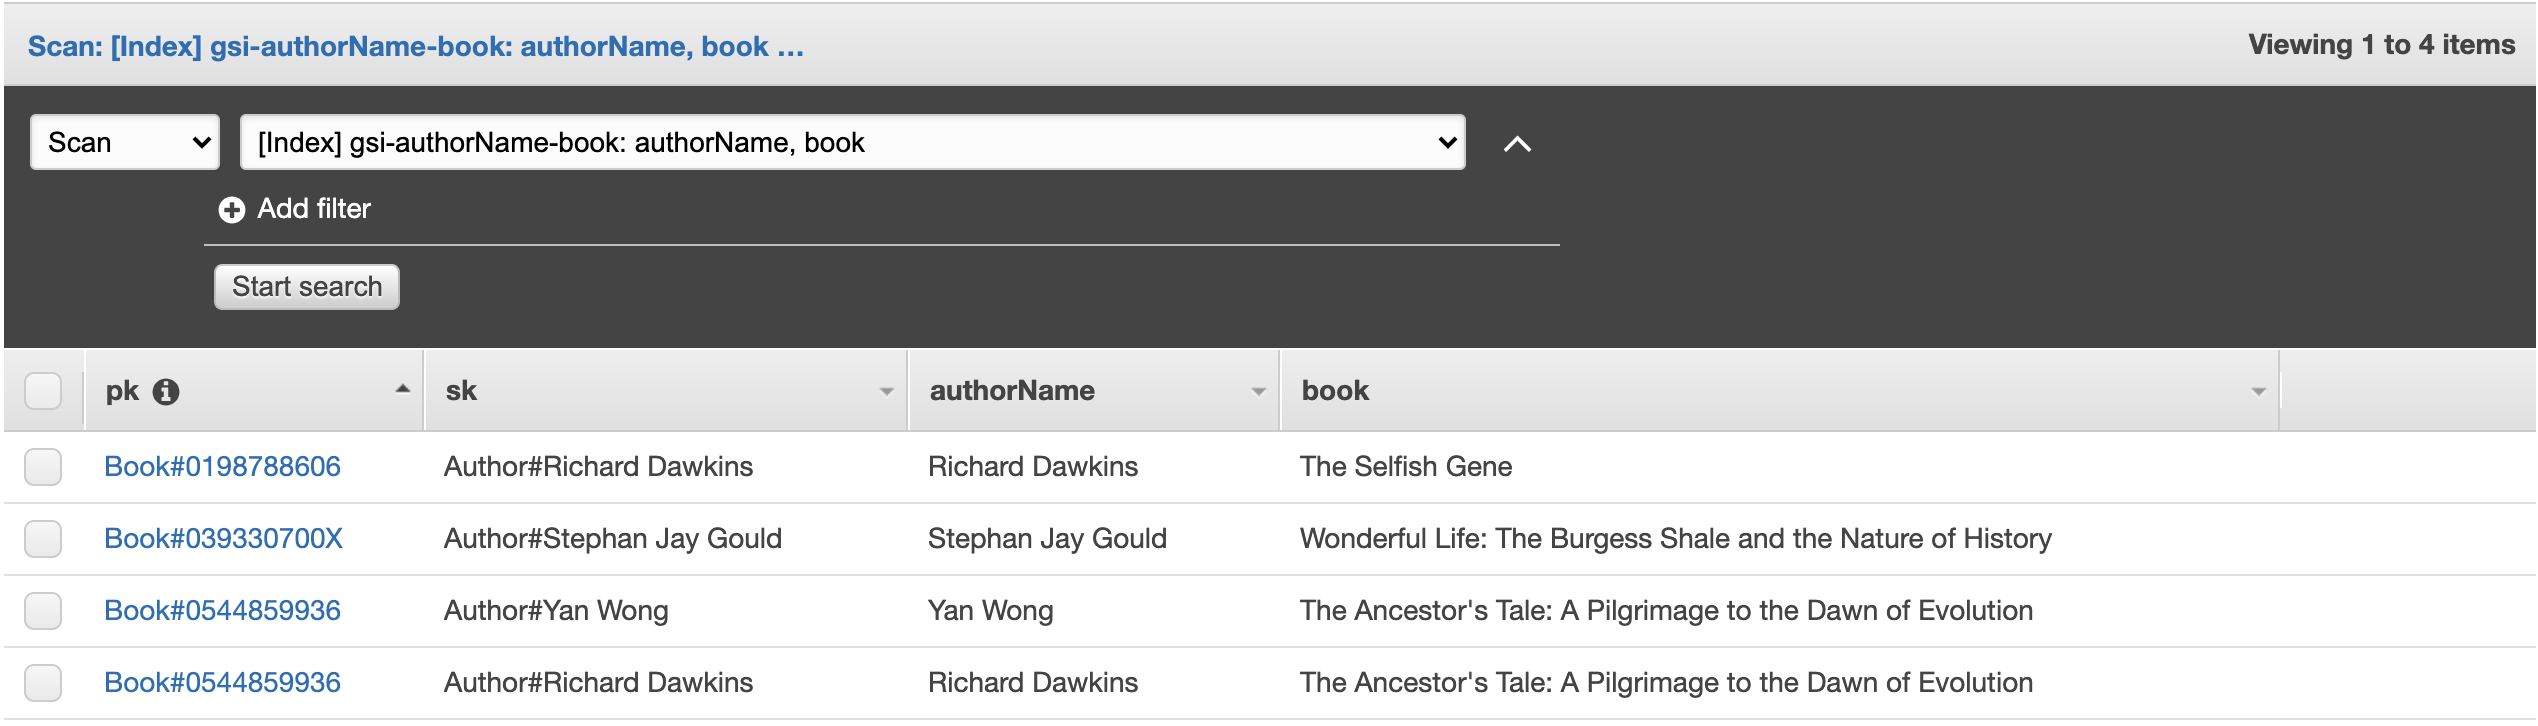 Scan: [Index] gsi-authorName-book: authorName, book ...
Viewing 1 to 4 items
Scan
[Index] gsi-authorName-book: authorName, book
Add filter
Start search
pk sk authorName book
Book#0198788606 Author#Richard Dawkins Richard Dawkins The Selfish Gene
Book#039330700X Author#Stephan Jay Gould Stephan Jay Gould Wonderful Life: The Burgess Shale and the Nature of History
Book#0544859936 Author#Yan Wong Yan Wong The Ancestor's Tale: A Pilgrimage to the Dawn of Evolution
Book#0544859936 Author#Richard Dawkins Richard Dawkins The Ancestor's Tale: A Pilgrimage to the Dawn of Evolution